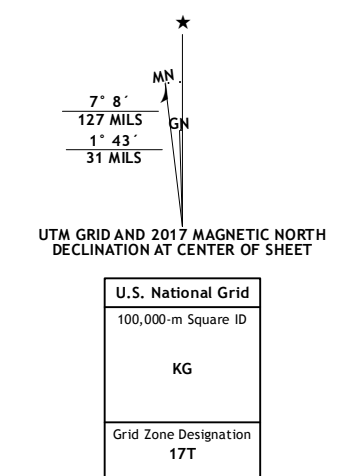 ★
MN
7° 8´
127 MILS
GN
1° 43´
31 MILS
UTM GRID AND 2017 MAGNETIC NORTH
DECLINATION AT CENTER OF SHEET
U.S. National Grid
100,000-m Square ID
KG
Grid Zone Designation
17T